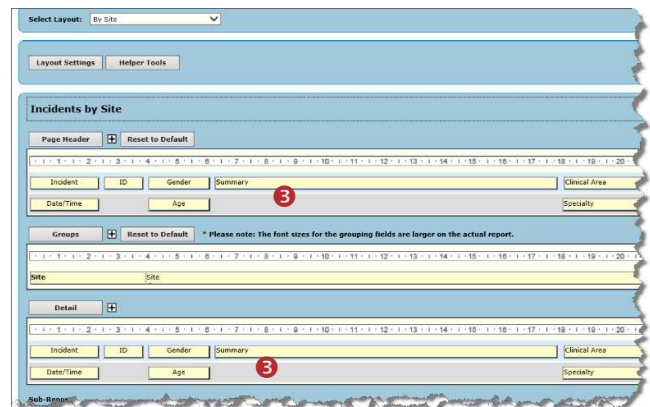 Select Layout: By Site
Layout Settings Helper Tools
Incidents by Site
Page Header Reset to Default
1 2 3 4 5 6 7 8 9 10 11 12 13 14 15 16 17 18 19 20
Incident ID Gender Summary Clinical Area
3
Date/Time Age Specialty
Groups Reset to Default * Please note: The font sizes for the grouping fields are larger on the actual report.
1 2 3 4 5 6 7 8 9 10 11 12 13 14 15 16 17 18 19 20
Site Site
Detail
1 2 3 4 5 6 7 8 9 10 11 12 13 14 15 16 17 18 19 20
Incident ID Gender Summary Clinical Area
Date/Time Age 3 Specialty